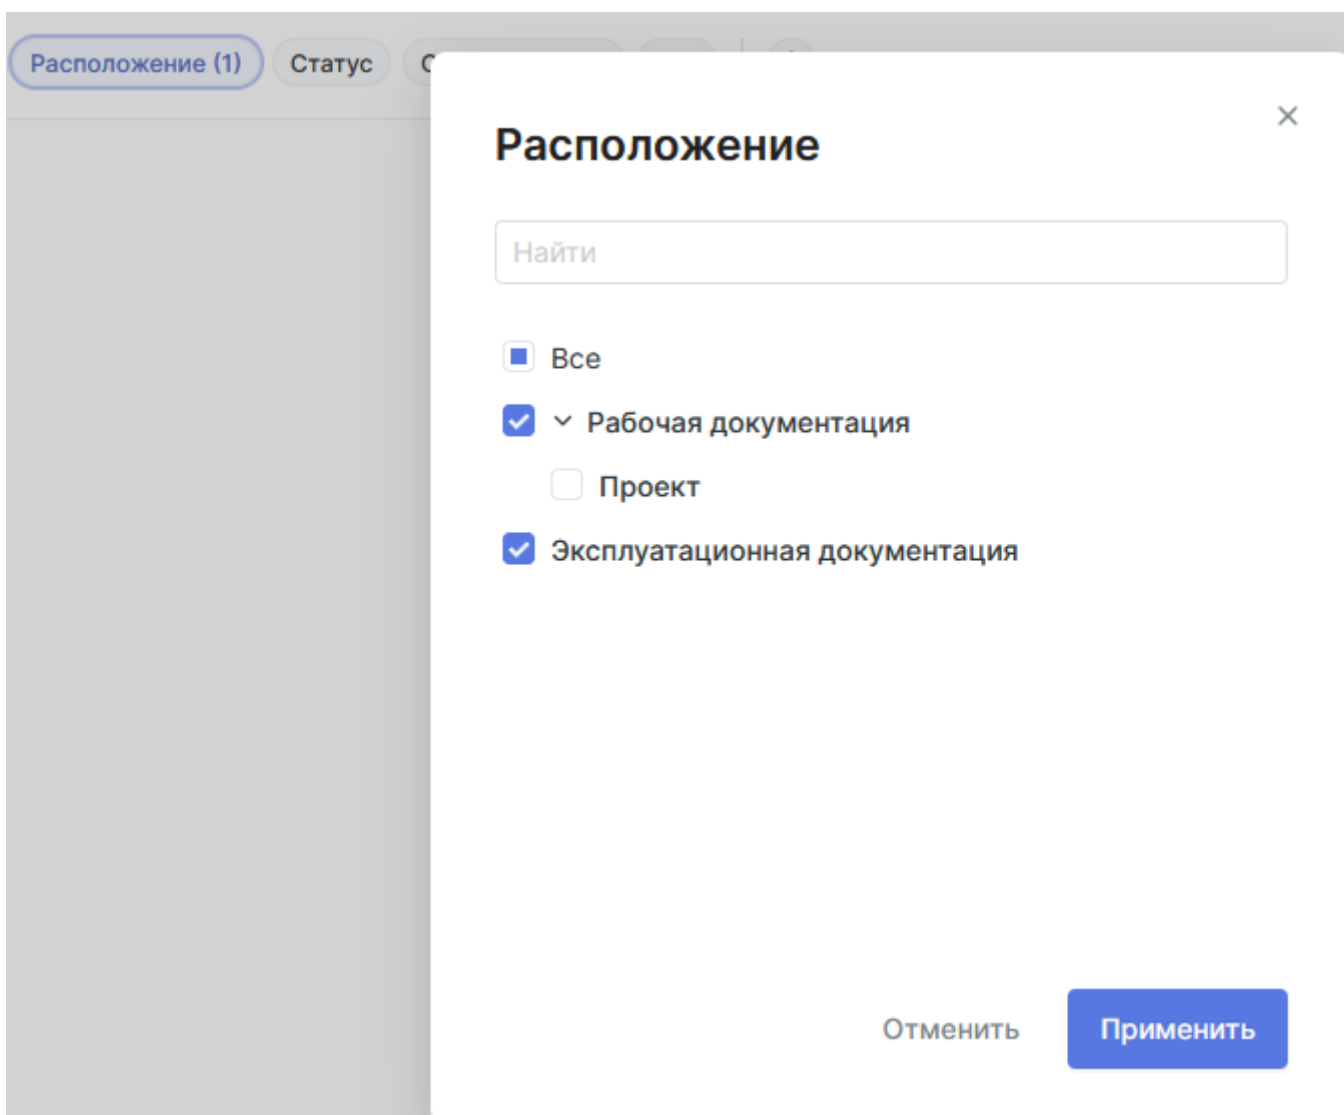 Расположение (1) Статус
Расположение
Найти
Все
Рабочая документация
Проект
Эксплуатационная документация
Отменить Применить